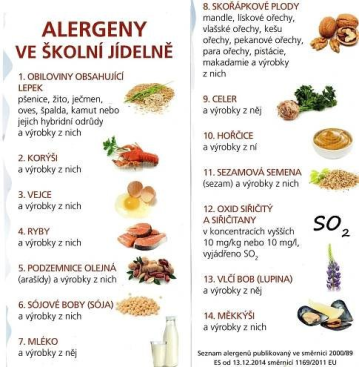 ALERGENY
VE ŠKOLNÍ JÍDELNĚ
1. OBILOVINY OBSAHUJÍCÍ
LEPEK
pšenice, žito, ječmen,
oves, špalda, kamut nebo
jejich hybridní odrůdy
a výrobky z nich
2. KORÝŠI
a výrobky z nich
3. VEJCE
a výrobky z nich
4. RYBY
a výrobky z nich
5. PODZEMNICE OLEJNÁ
(arašídy) a výrobky z nich
6. SÓJOVÉ BOBY (SÓJA)
a výrobky z nich
7. MLÉKO
a výrobky z něj
8. SKOŘÁPKOVÉ PLODY
mandle, lískové ořechy,
vlašské ořechy, kešu
ořechy, pekanové ořechy,
para ořechy, pistácie,
makadamie a výrobky
z nich
9. CELER
a výrobky z něj
10. HOŘČICE
a výrobky z ní
11. SEZAMOVÁ SEMENA
(sezam) a výrobky z nich
12. OXID SIŘIČITÝ
A SIŘIČITANY
v koncentracích vyšších
10 mg/kg nebo 10 mg/l,
vyjádřeno SO₂
SO₂
13. VLČÍ BOB (LUPINA)
a výrobky z něj
14. MĚKKÝŠI
a výrobky z nich
Seznam alergenů publikovaný ve směrnici 2000/89
ES od 13.12.2014 směrnicí 1169/2011 EU